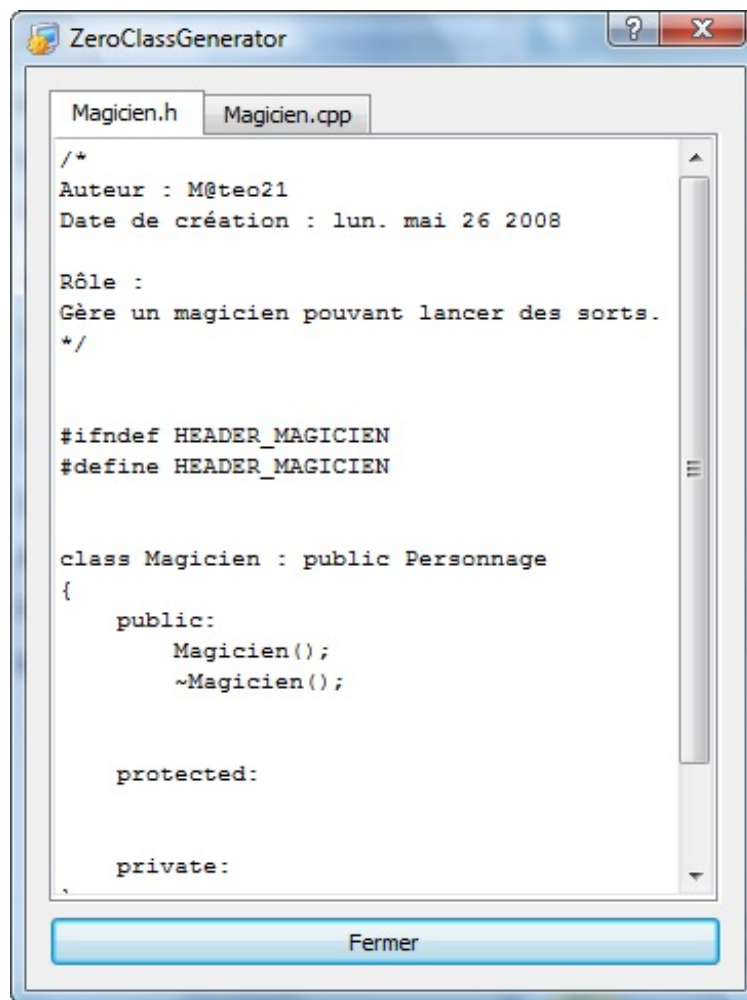 ZeroClassGenerator
Magicien.h Magicien.cpp
/*
Auteur : M@teo21
Date de création : lun. mai 26 2008
Rôle :
Gère un magicien pouvant lancer des sorts.
*/
#ifndef HEADER_MAGICIEN
#define HEADER_MAGICIEN
class Magicien : public Personnage
{
public:
Magicien();
~Magicien();
protected:
private:
Fermer